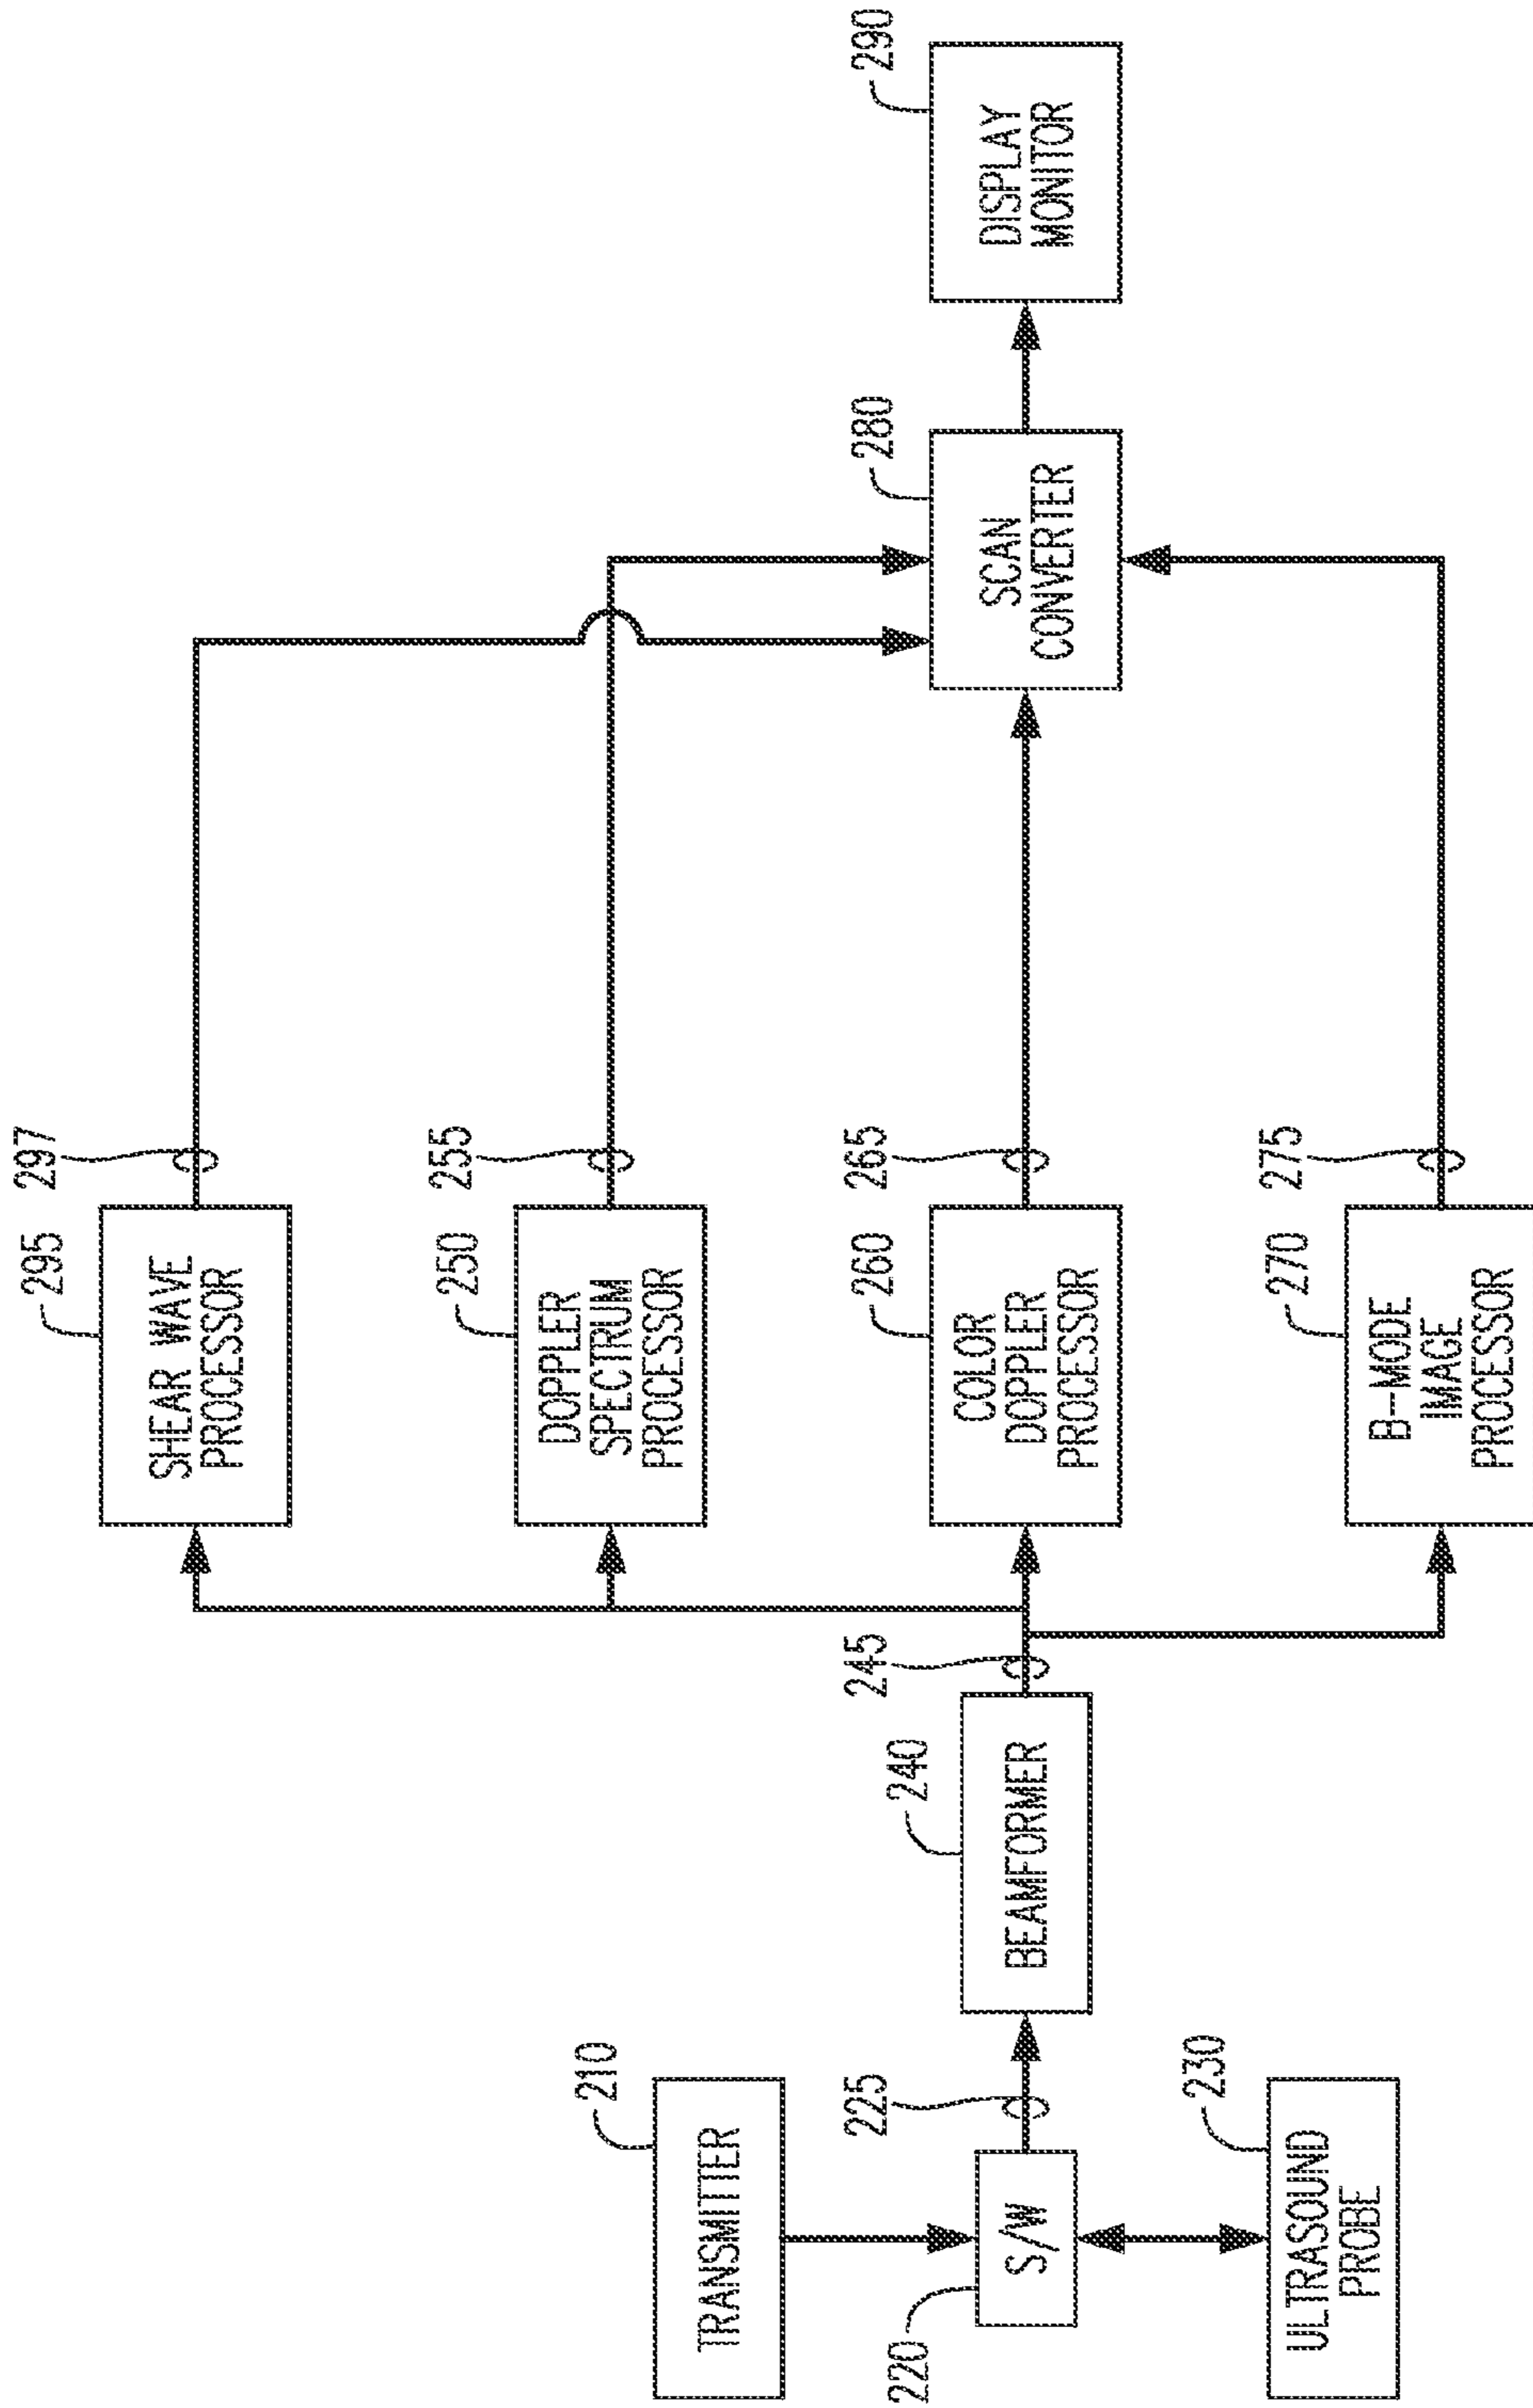 297
295
SHEAR WAVE
PROCESSOR
255
250
DOPPLER
SPECTRUM
PROCESSOR
210
TRANSMITTER
225
220
S/W
230
ULTRASOUND
PROBE
240
BEAMFORMER
245
265
260
COLOR
DOPPLER
PROCESSOR
275
270
B-MODE
IMAGE
PROCESSOR
280
SCAN
CONVERTER
290
DISPLAY
MONITOR